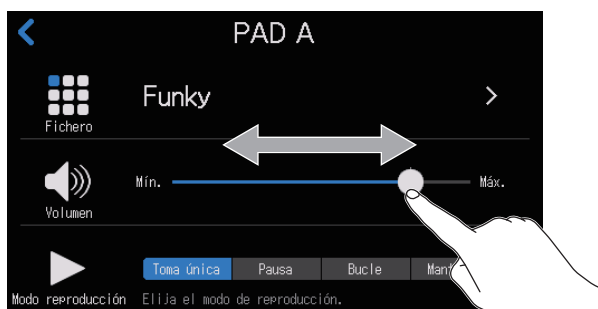 PAD A
Funky
Fichero
Mín.
Máx.
Volumen
Toma única Pausa Bucle
Modo reproducción Elija el modo de reproducción.